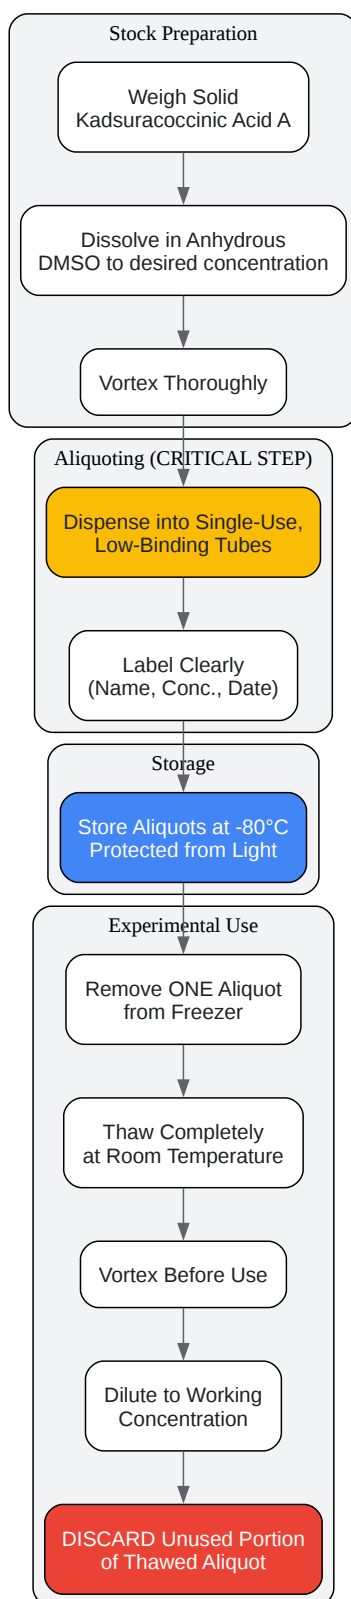 Stock Preparation
Weigh Solid
Kadsuracoccinic Acid A
Dissolve in Anhydrous
DMSO to desired concentration
Vortex Thoroughly
Aliquoting (CRITICAL STEP)
Dispense into Single-Use,
Low-Binding Tubes
Label Clearly
(Name, Conc., Date)
Storage
Store Aliquots at -80°C
Protected from Light
Experimental Use
Remove ONE Aliquot
from Freezer
Thaw Completely
at Room Temperature
Vortex Before Use
Dilute to Working
Concentration
DISCARD Unused Portion
of Thawed Aliquot